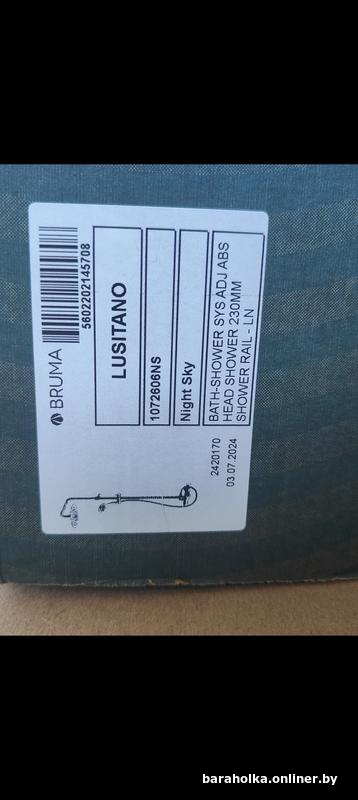 BRUMA
5602202145708
LUSITANO
1072606NS
Night Sky
BATH-SHOWER SYS ADJ ABS
HEAD SHOWER 230MM
SHOWER RAIL - LN
2420170
03.07.2024
baraholka.onliner.by